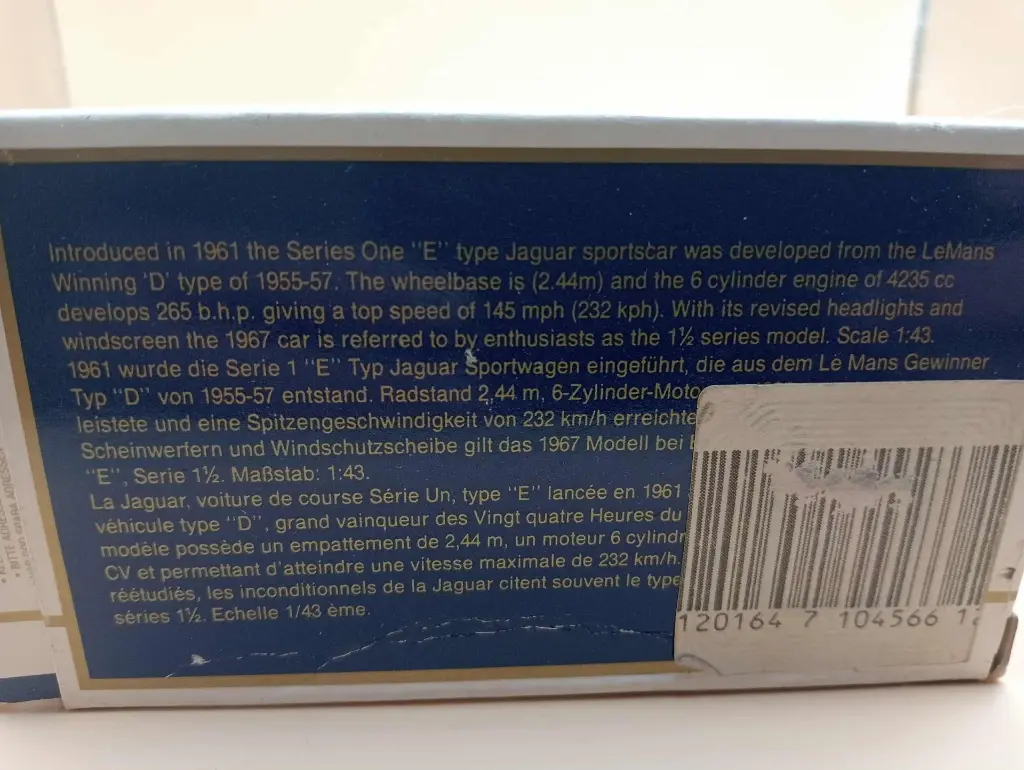 Introduced in 1961 the Series One "E" type Jaguar sportscar was developed from the LeMans
Winning 'D' type of 1955-57. The wheelbase is (2.44m) and the 6 cylinder engine of 4235 cc
develops 265 b.h.p. giving a top speed of 145 mph (232 kph). With its revised headlights and
windscreen the 1967 car is referred to by enthusiasts as the 1½ series model. Scale 1:43.
1961 wurde die Serie 1 "E" Typ Jaguar Sportwagen eingeführt, die aus dem Le Mans Gewinner
Typ "D" von 1955-57 entstand. Radstand 2,44 m, 6-Zylinder-Moto
leistete und eine Spitzengeschwindigkeit von 232 km/h erreichte
Scheinwerfern und Windschutzscheibe gilt das 1967 Modell bei
"E", Serie 1½. Maßstab: 1:43.
La Jaguar, voiture de course Série Un, type "E" lancée en 1961
véhicule type "D", grand vainqueur des Vingt quatre Heures du
modèle possède un empattement de 2,44 m, un moteur 6 cylindr
CV et permettant d'atteindre une vitesse maximale de 232 km/h.
réétudiés, les inconditionnels de la Jaguar citent souvent le type
séries 1½. Echelle 1/43 ème.
120164 7 104566 12
BITTE ADRESSE